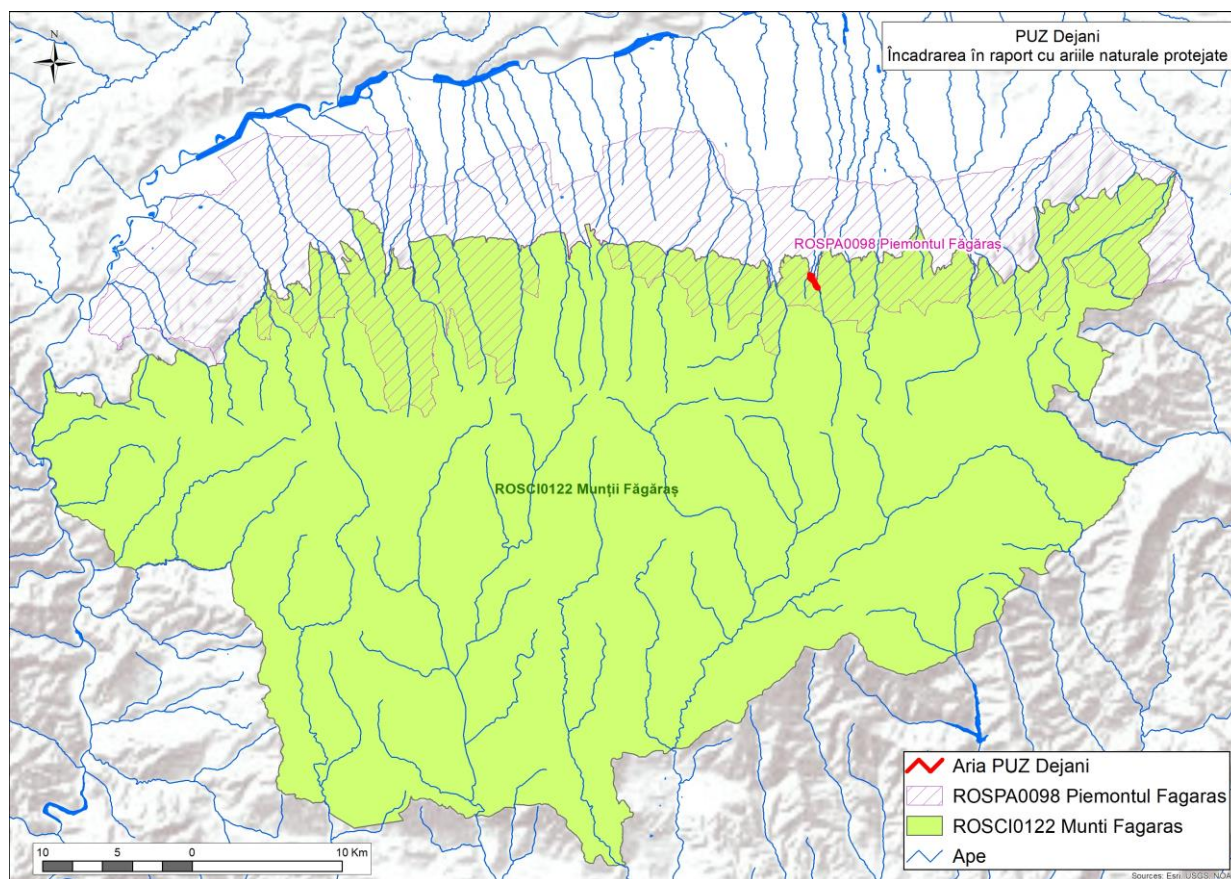 N
PUZ Dejani
Încadrarea în raport cu ariile naturale protejate
ROSPA0098 Piemontul Făgăraș
ROSCI0122 Munții Făgăraș
Aria PUZ Dejani
ROSPA0098 Piemontul Fagaras
ROSCI0122 Munti Fagaras
Ape
10 5 0 10 Km
Sources: Esri, USGS, NOA